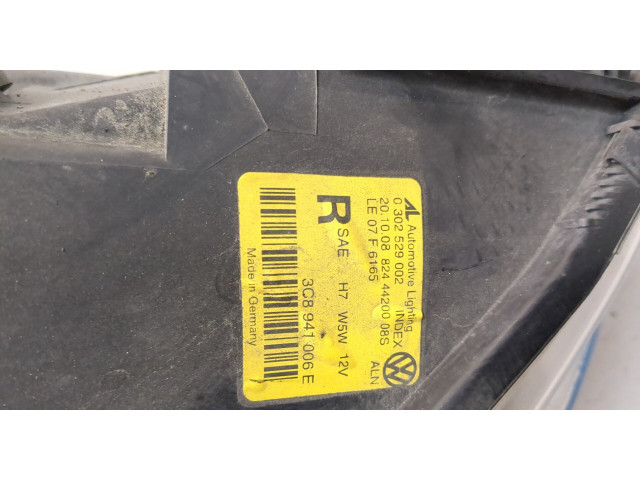 AL Automotive Lighting
0 302 529 002 INDEX
20.10.08 824 44200 08S
LE 07 F 6165 ALN
R SAE H7 W5W 12V
3C8 941 006 E
Made in Germany